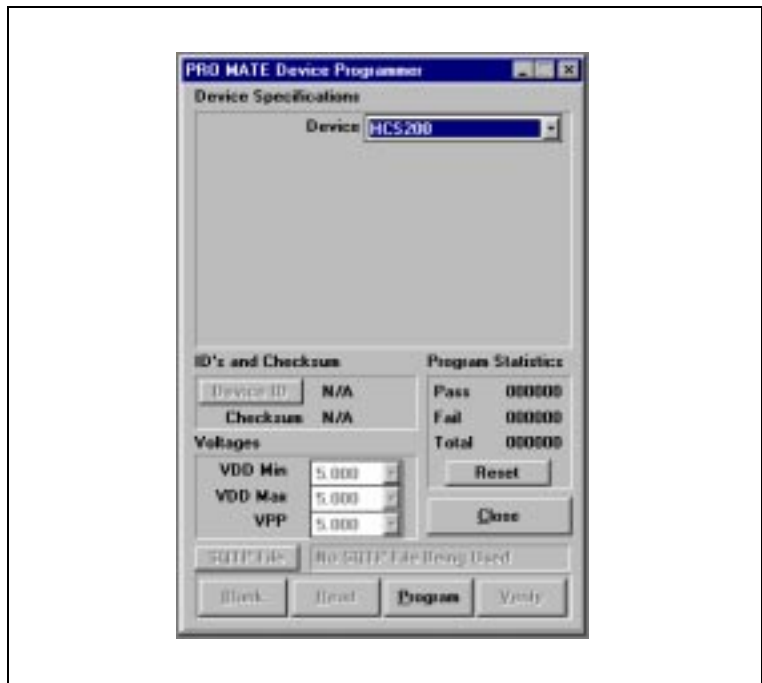 PRO MATE Device Programmer
Device Specifications
Device HCS200
ID's and Checksum
Device ID N/A
Checksum N/A
Program Statistics
Pass 000000
Fail 000000
Total 000000
Reset
Voltages
VDD Min 5.000
VDD Max 5.000
VPP 5.000
Close
SQTP File No SQTP File Being Used
Blank Read Program Verify